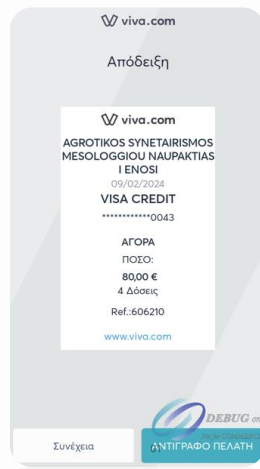 viva.com
Απόδειξη
viva.com
AGROTIKOS SYNETAIRISMOS
MESOLOGGIOU NAUPAKTIAS
I ENOSI
09/02/2024
VISA CREDIT
************0043
ΑΓΟΡΑ
ΠΟΣΟ:
80,00 €
4 Δόσεις
Ref.:606210
www.viva.com
DEBUG
Συνέχεια
ΑΝΤΙΓΡΑΦΟ ΠΕΛΑΤΗ